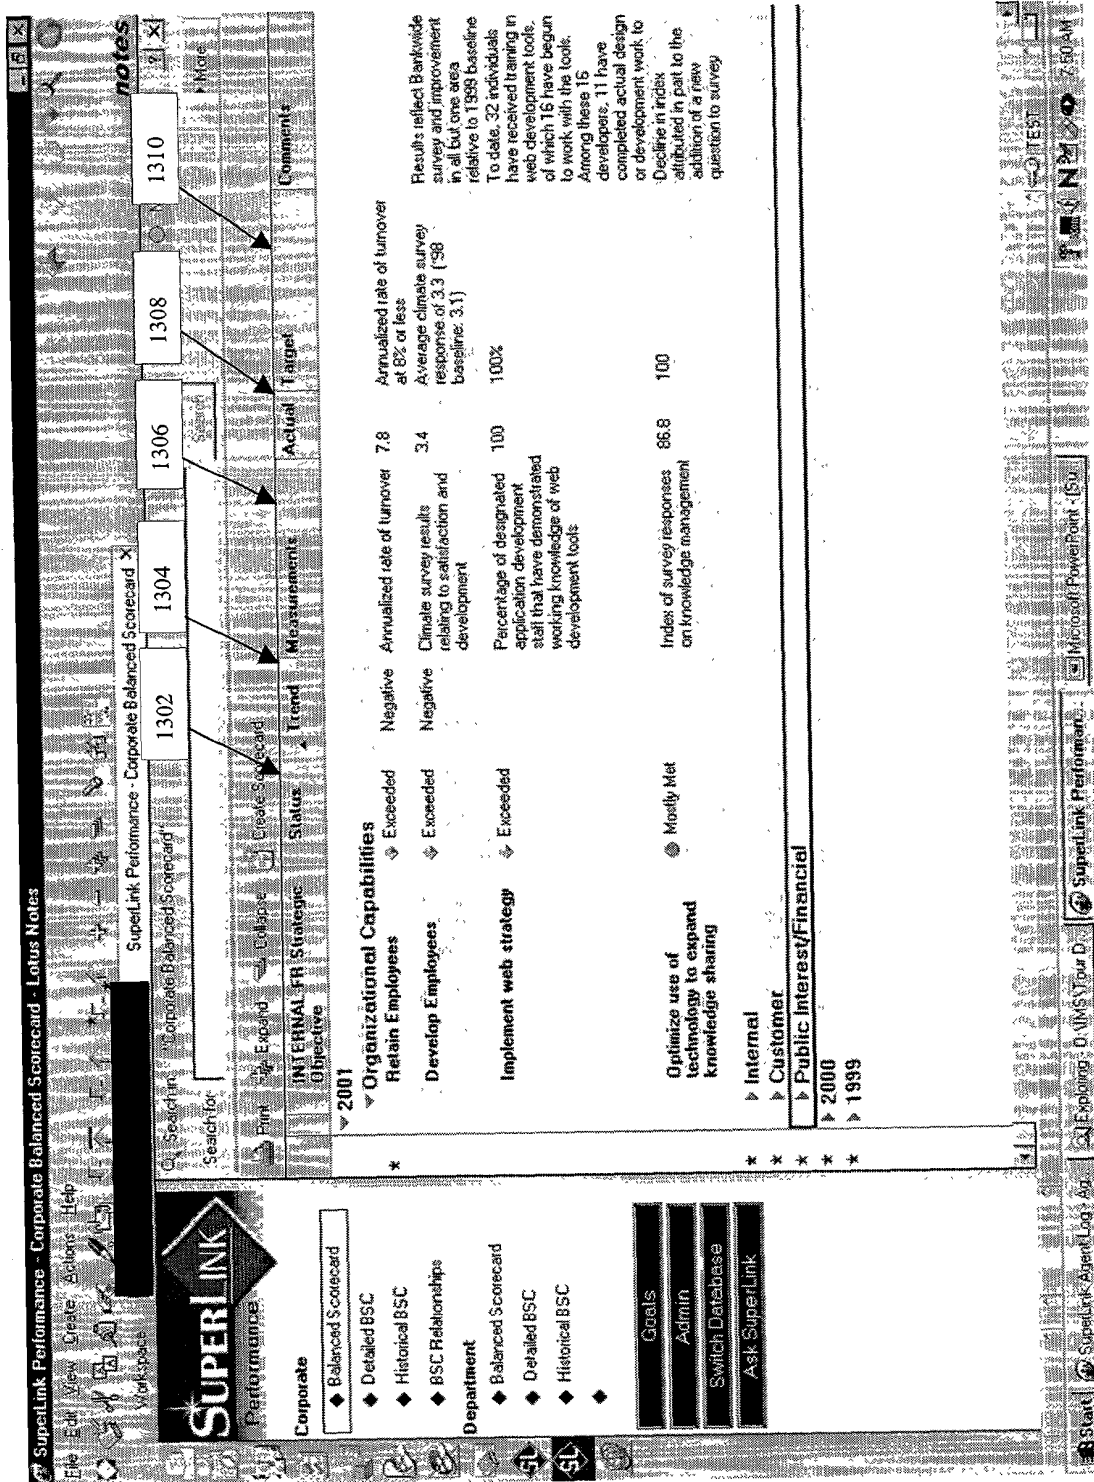 SuperLink Performance - Corporate Balanced Scorecard - Lotus Notes
File Edit View Create Actions Help
Workspace
SuperLink Performance - Corporate Balanced Scorecard
notes
1302
1304
1306
1308
1310
SUPERLINK
Performance
Corporate
Balanced Scorecard
Detailed BSC
Historical BSC
BSC Relationships
Department
Balanced Scorecard
Detailed BSC
Historical BSC
Goals
Admin
Switch Database
Ask SuperLink
Search in "Corporate Balanced Scorecard"
Search for
Search
More
Print Expand Collapse Create Scorecard
INTERNAL FR Strategic Objective Status Trend Measurements Actual Target Comments
2001
Organizational Capabilities
Retain Employees Exceeded Negative Annualized rate of turnover 7.8 Annualized rate of turnover
at 8% or less
Develop Employees Exceeded Negative Climate survey results 3.4 Average climate survey Results reflect Bankwide
relating to satisfaction and response of 3.3 ('98 survey and improvement
development baseline: 3.1) in all but one area
relative to 1998 baseline
Implement web strategy Exceeded Percentage of designated 100 100% To date, 32 individuals
application development have received training in
staff that have demonstrated web development tools,
working knowledge of web of which 16 have begun
development tools to work with the tools.
Among these 16
developers, 11 have
completed actual design
or development work to
Optimize use of Mostly Met Index of survey responses 86.8 100 Decline in index
technology to expand on knowledge management attributed in part to the
knowledge sharing addition of a new
question to survey
Internal
Customer
Public Interest/Financial
2000
1999
TEST
Start SuperLink Agent Log - Ag... Exploring - D:\IMS\Tour D... SuperLink Performan... Microsoft PowerPoint - [Su... 7:50 AM